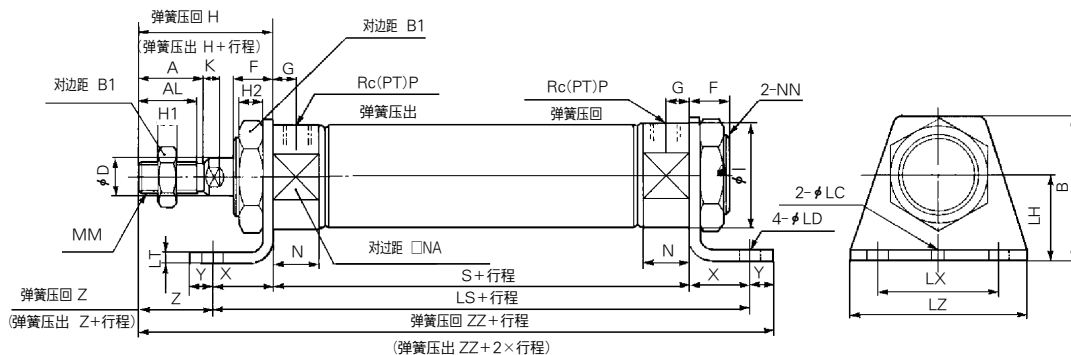 弹簧压回 H
(弹簧压出 H+行程)
对边距 B1
A
K
F
G
G
F
对边距 B1
AL
H2
Rc(PT)P
Rc(PT)P
2-NN
H1
弹簧压出
弹簧压回
φD
φI
B
LH
2-φLC
4-φLD
MM
对过距 □NA
LT
N
N
Y
X
X
Y
LX
S+行程
弹簧压回 Z
Z
LS+行程
LZ
(弹簧压出 Z+行程)
弹簧压回 ZZ+行程
(弹簧压出 ZZ+2×行程)